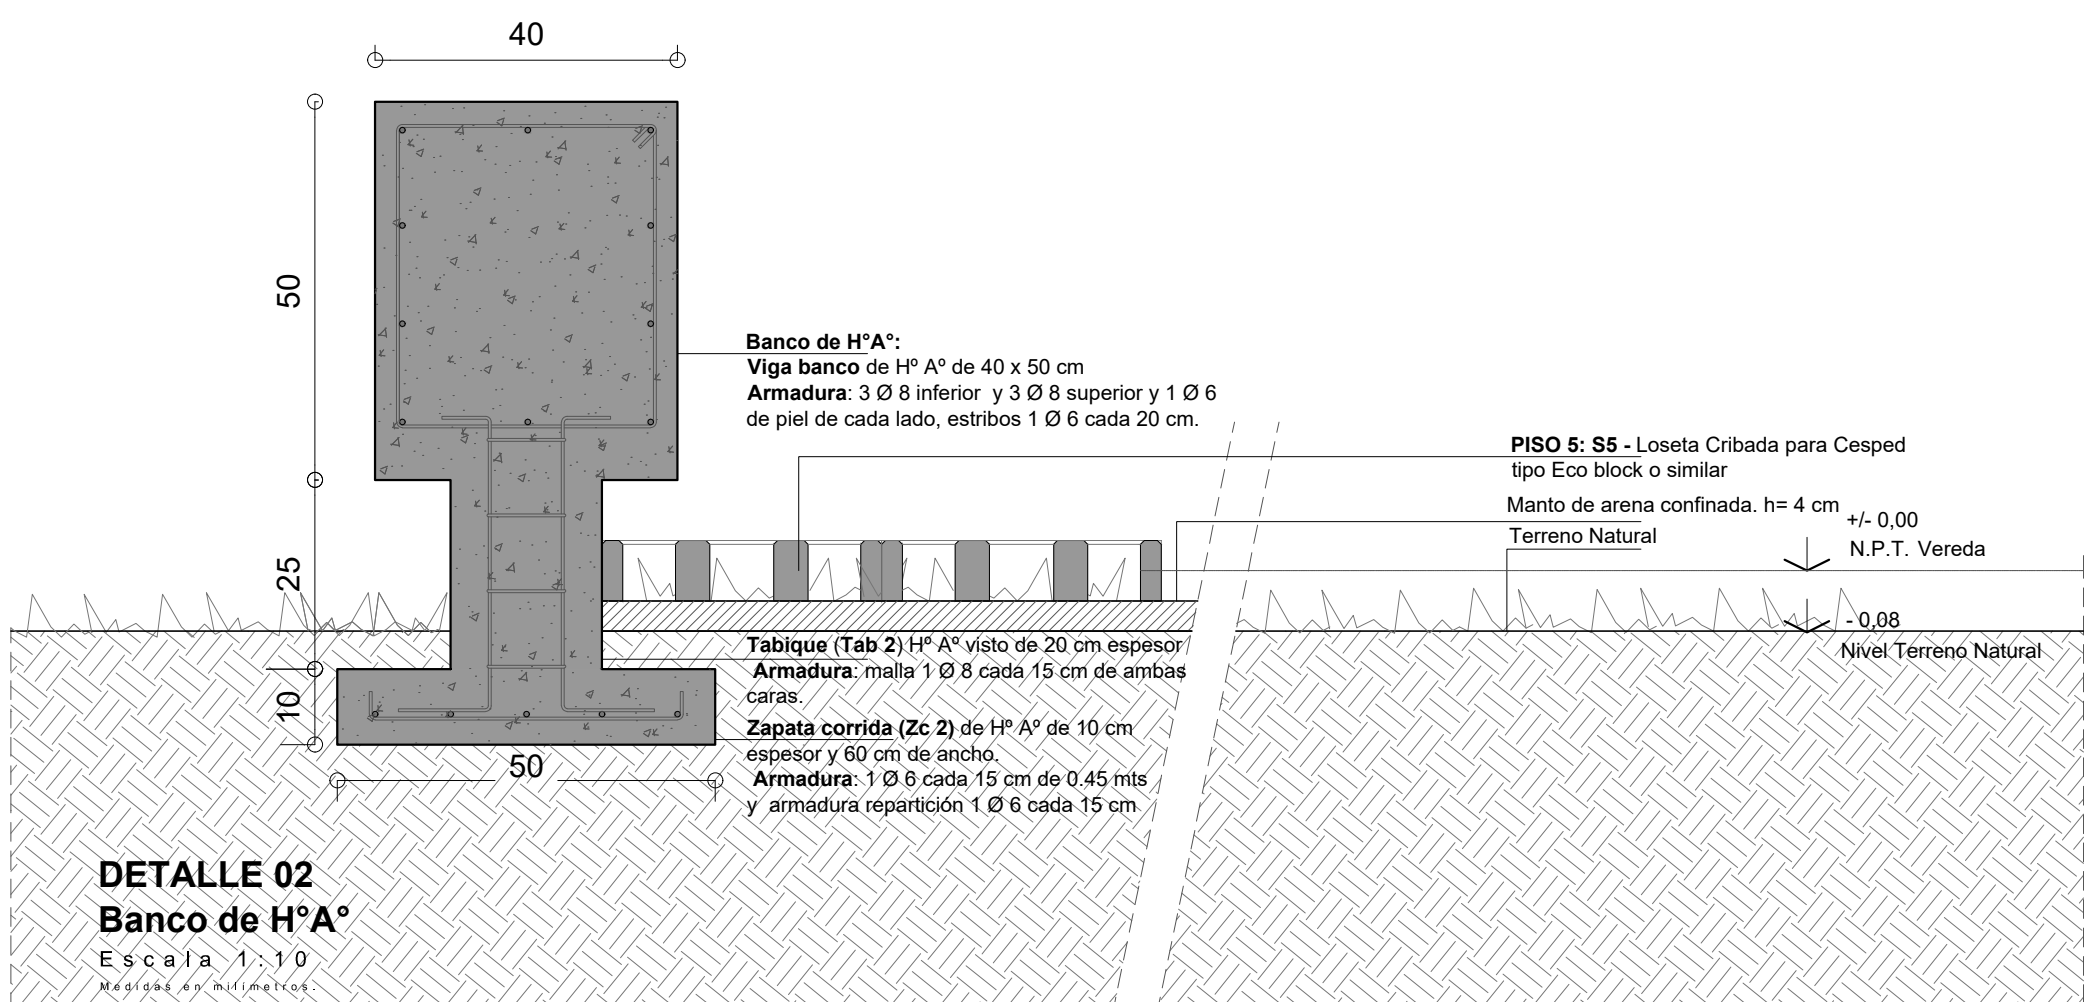 40
50
25
10
50
Banco de H°A°:
Viga banco de Hº Aº de 40 x 50 cm
Armadura: 3 Ø 8 inferior y 3 Ø 8 superior y 1 Ø 6
de piel de cada lado, estribos 1 Ø 6 cada 20 cm.
PISO 5: S5 - Loseta Cribada para Cesped
tipo Eco block o similar
Manto de arena confinada. h= 4 cm
Terreno Natural
+/- 0,00
N.P.T. Vereda
- 0,08
Nivel Terreno Natural
Tabique (Tab 2) Hº Aº visto de 20 cm espesor
Armadura: malla 1 Ø 8 cada 15 cm de ambas
caras.
Zapata corrida (Zc 2) de Hº Aº de 10 cm
espesor y 60 cm de ancho.
Armadura: 1 Ø 6 cada 15 cm de 0.45 mts
y armadura repartición 1 Ø 6 cada 15 cm
DETALLE 02
Banco de H°A°
Escala 1:10
Medidas en milímetros.